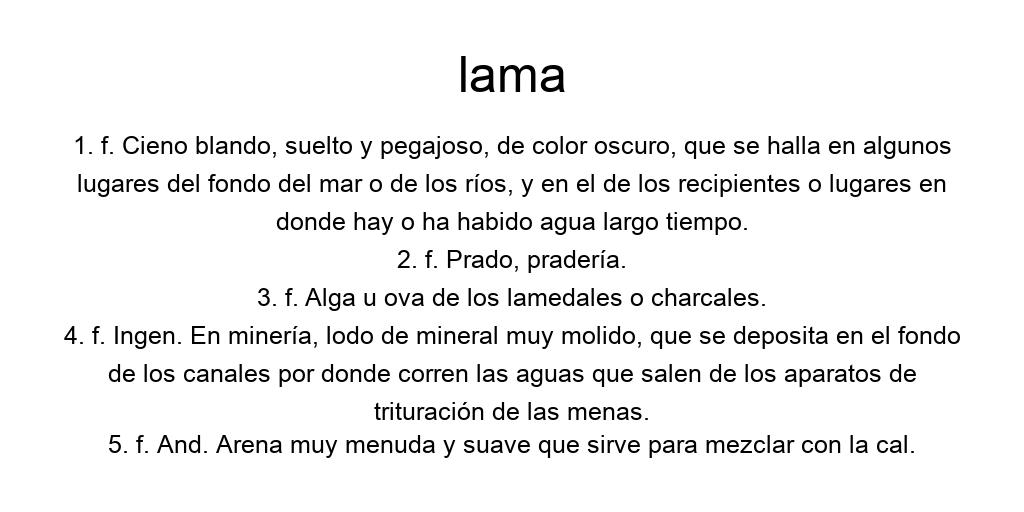 lama
1. f. Cieno blando, suelto y pegajoso, de color oscuro, que se halla en algunos
lugares del fondo del mar o de los ríos, y en el de los recipientes o lugares en
donde hay o ha habido agua largo tiempo.
2. f. Prado, pradería.
3. f. Alga u ova de los lamedales o charcales.
4. f. Ingen. En minería, lodo de mineral muy molido, que se deposita en el fondo
de los canales por donde corren las aguas que salen de los aparatos de
trituración de las menas.
5. f. And. Arena muy menuda y suave que sirve para mezclar con la cal.